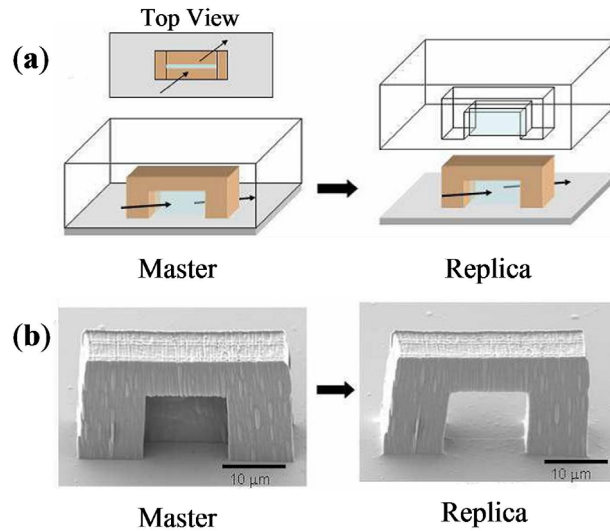 Top View
(a)
Master
Replica
(b)
10 μm
10 μm
Master
Replica